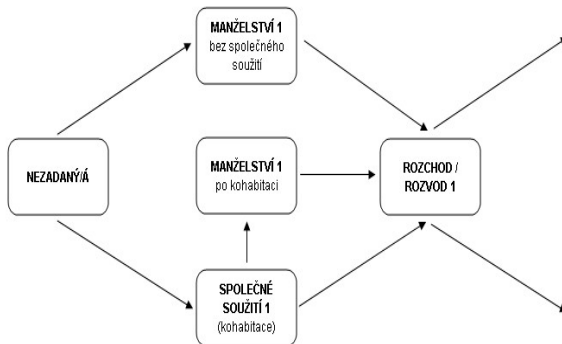 MANŽELSTVÍ 1
bez společného
soužití
NEZADANÝ/Á
MANŽELSTVÍ 1
po kohabitaci
ROZCHOD /
ROZVOD 1
SPOLEČNÉ
SOUŽITÍ 1
(kohabitace)